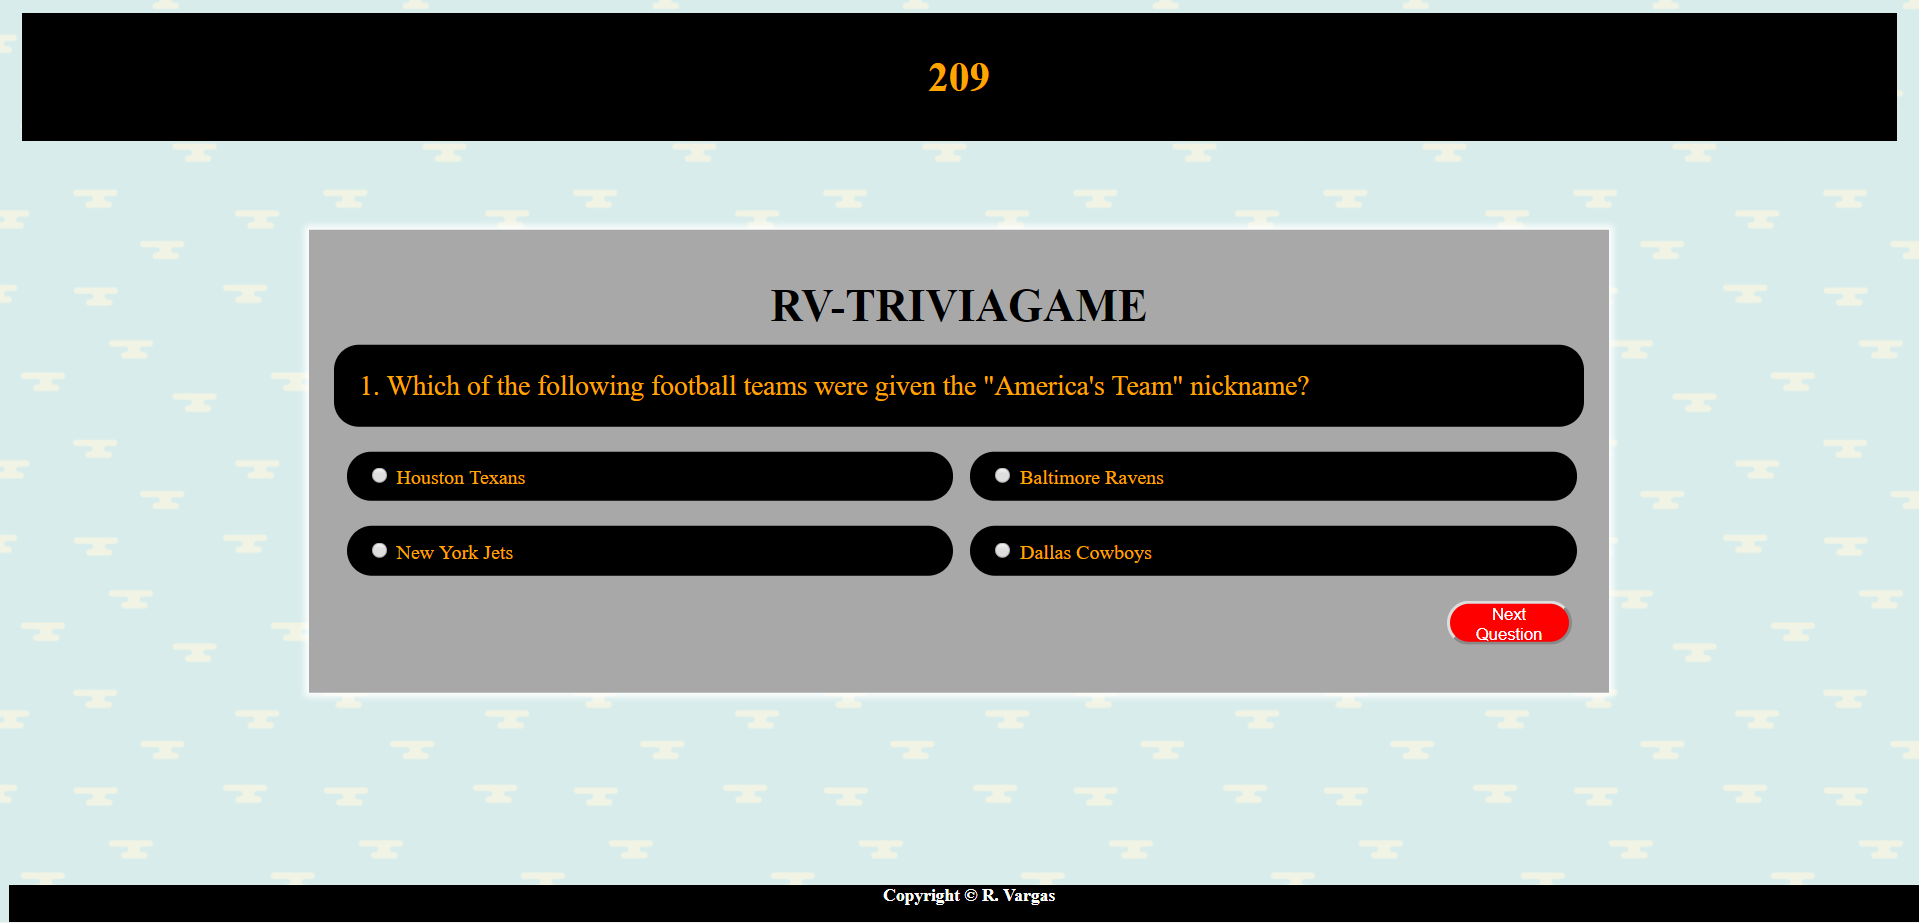 209
RV-TRIVIAGAME
1. Which of the following football teams were given the "America's Team" nickname?
Houston Texans
Baltimore Ravens
New York Jets
Dallas Cowboys
Next
Question
Copyright © R. Vargas